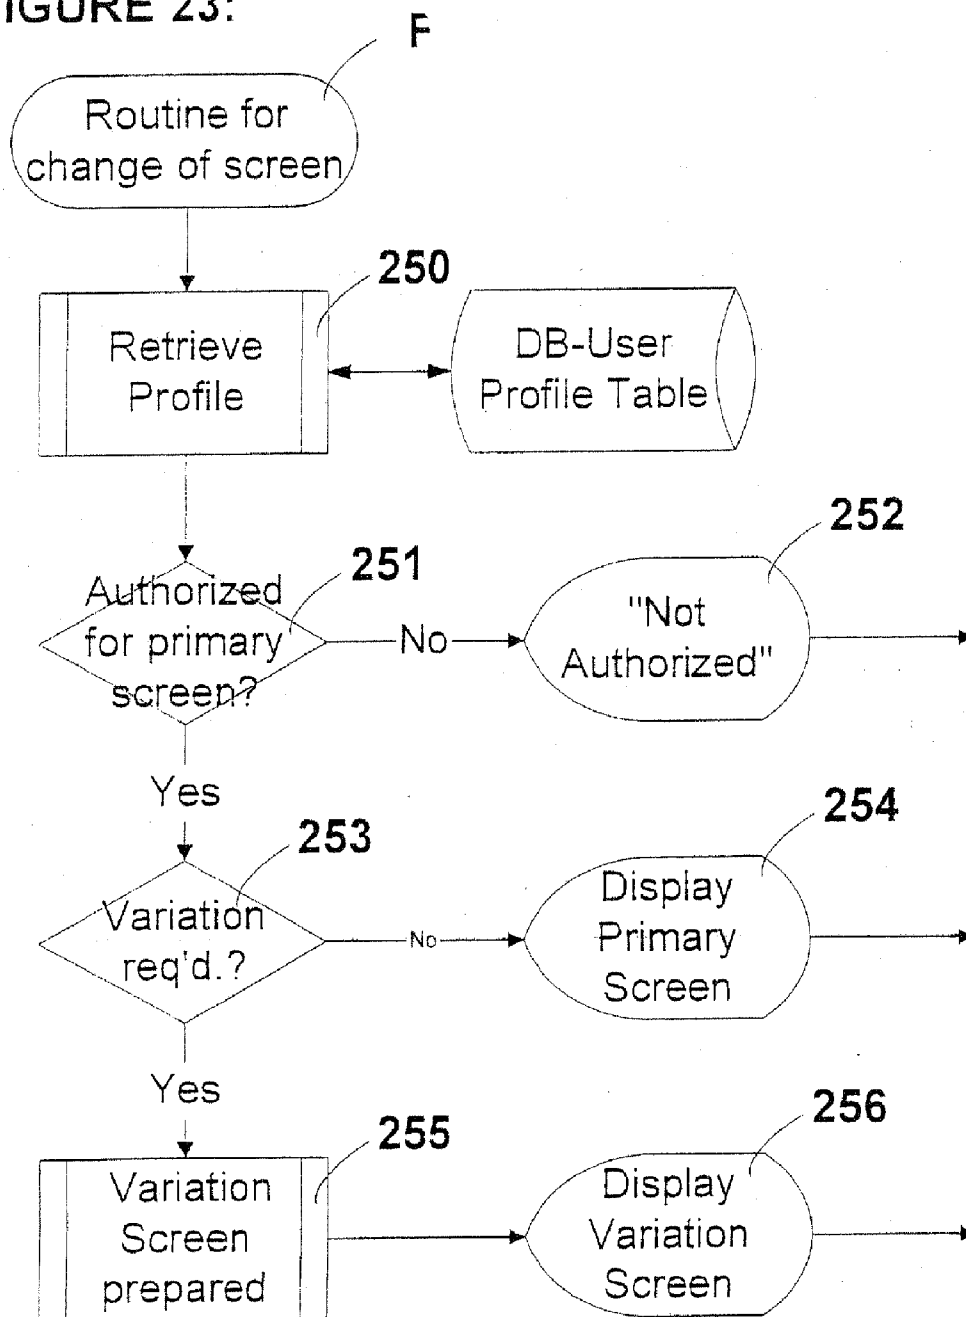 IGURE 23:
F
Routine for
change of screen
250
Retrieve
Profile
DB-User
Profile Table
252
251
Authorized
for primary
screen?
No
"Not
Authorized"
Yes
254
253
Variation
req'd.?
No
Display
Primary
Screen
Yes
256
255
Variation
Screen
prepared
Display
Variation
Screen